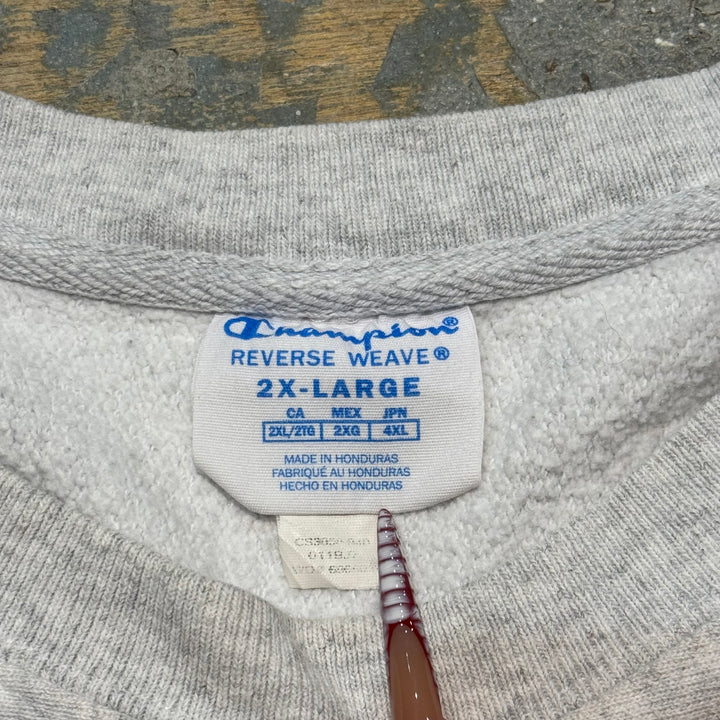 Champion®
REVERSE WEAVE®
2X-LARGE
CA MEX JPN
2XL/2TG 2XG 4XL
MADE IN HONDURAS
FABRIQUÉ AU HONDURAS
HECHO EN HONDURAS